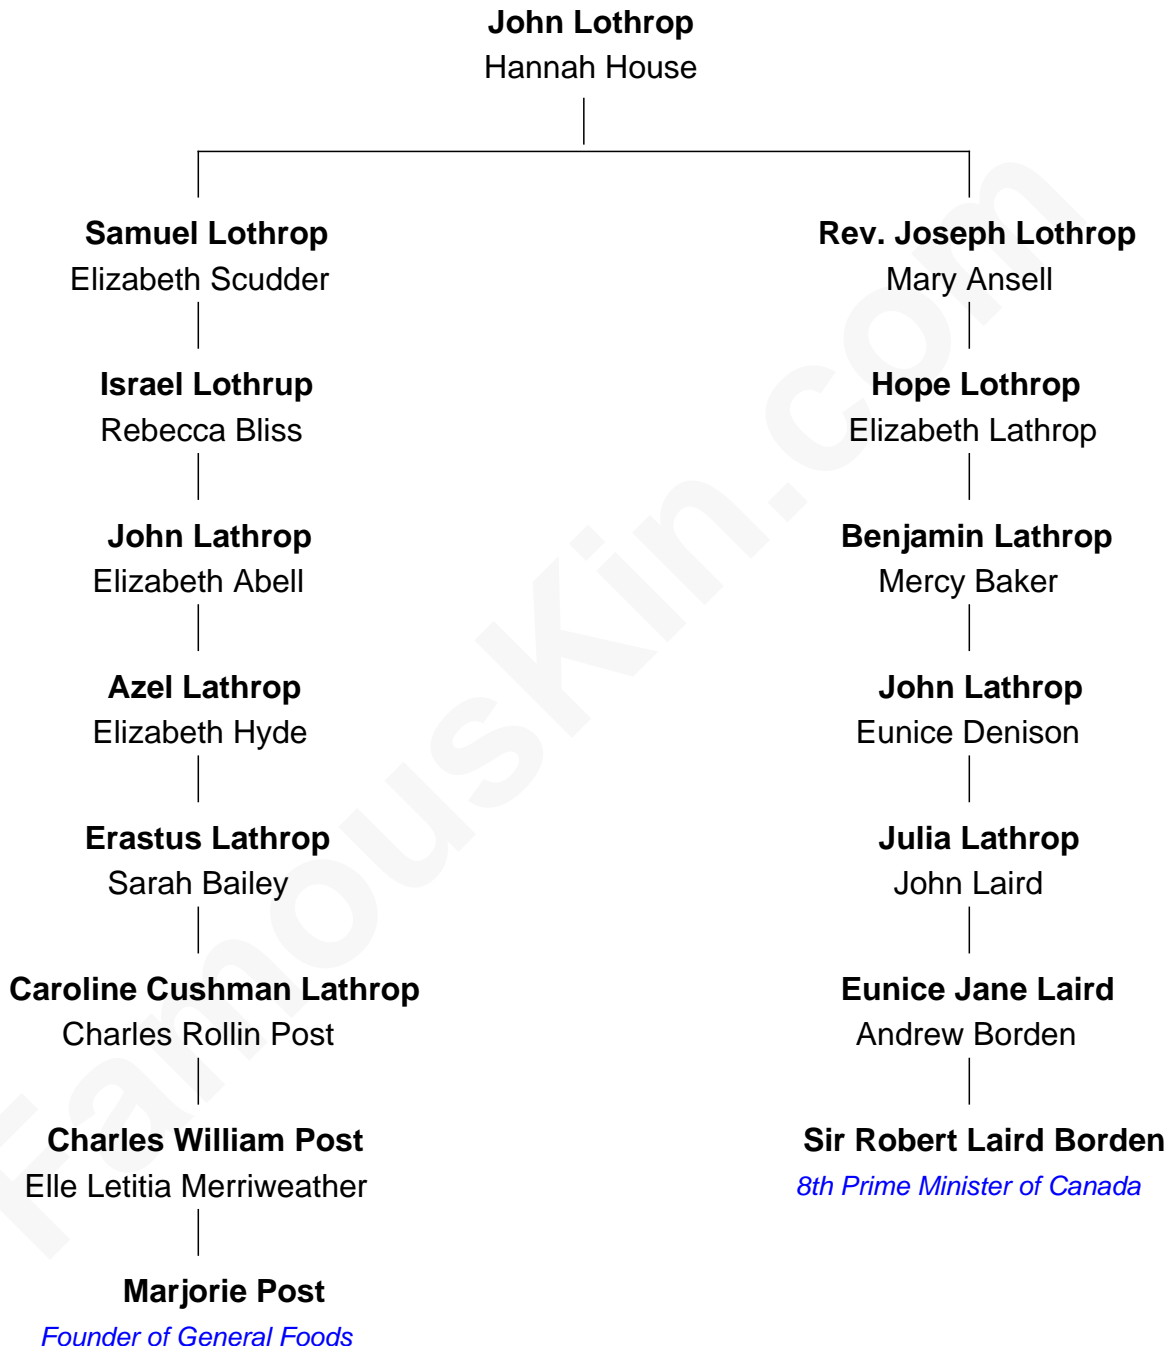 John Lothrop
Hannah House
Samuel Lothrop
Elizabeth Scudder
Rev. Joseph Lothrop
Mary Ansell
Israel Lothrup
Rebecca Bliss
Hope Lothrop
Elizabeth Lathrop
John Lathrop
Elizabeth Abell
Benjamin Lathrop
Mercy Baker
Azel Lathrop
Elizabeth Hyde
John Lathrop
Eunice Denison
Erastus Lathrop
Sarah Bailey
Julia Lathrop
John Laird
Caroline Cushman Lathrop
Charles Rollin Post
Eunice Jane Laird
Andrew Borden
Charles William Post
Elle Letitia Merriweather
Sir Robert Laird Borden
8th Prime Minister of Canada
Marjorie Post
Founder of General Foods
FamousKin.com